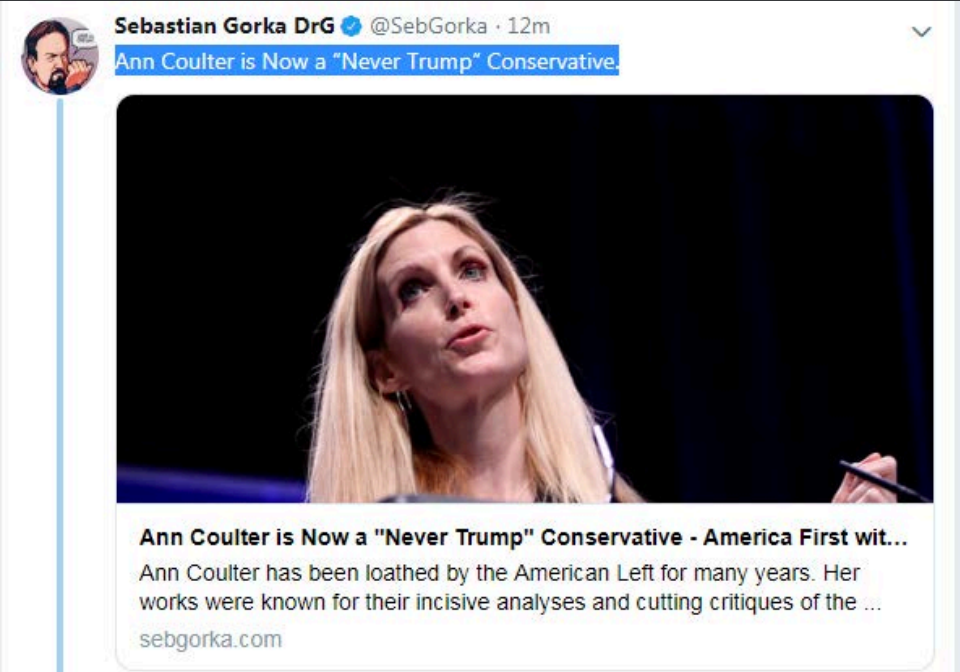 Sebastian Gorka DrG @SebGorka · 12m
Ann Coulter is Now a “Never Trump” Conservative.
Ann Coulter is Now a "Never Trump" Conservative - America First wit...
Ann Coulter has been loathed by the American Left for many years. Her
works were known for their incisive analyses and cutting critiques of the ...
sebgorka.com